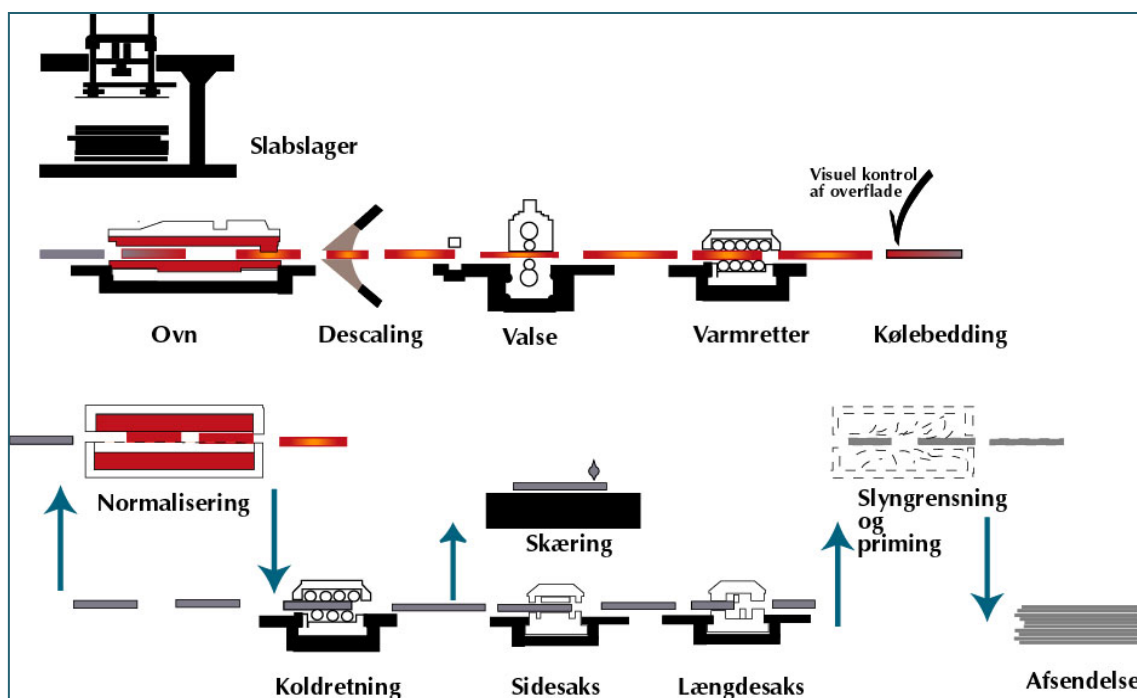 Slabslager
Visuel kontrol
af overflade
Ovn
Descaling
Valse
Varmretter
Kølebedding
Normalisering
Skæring
Slyngrensning
og
priming
Koldretning
Sidesaks
Længdesaks
Afsendelse